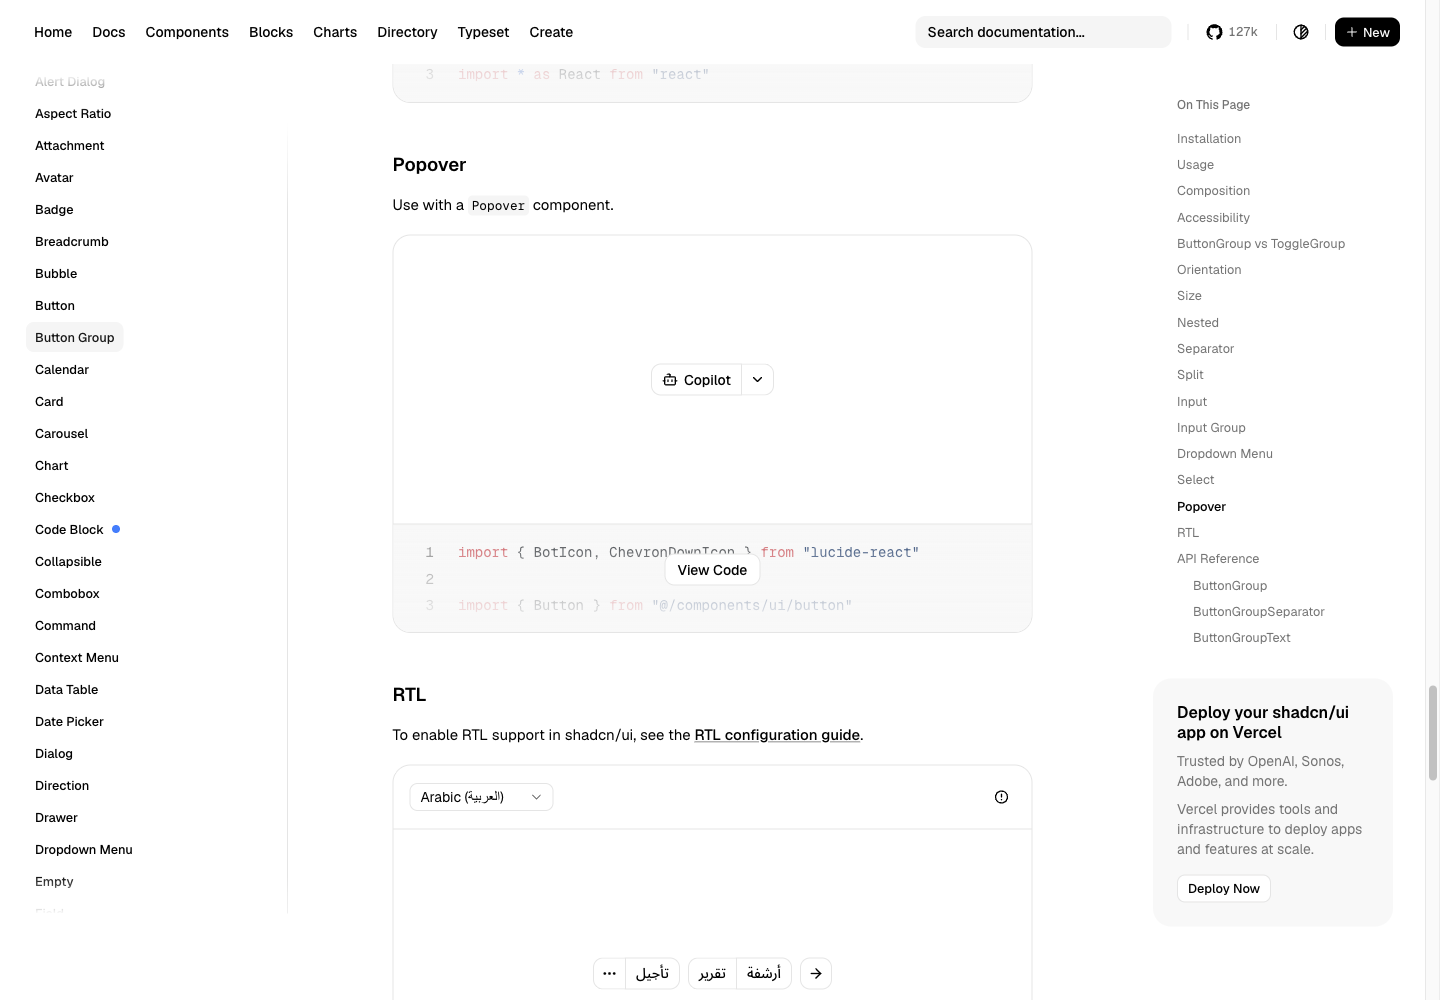 Home Docs Components Blocks Charts Directory Typeset Create
Search documentation...
127k
New
Alert Dialog
Aspect Ratio
Attachment
Avatar
Badge
Breadcrumb
Bubble
Button
Button Group
Calendar
Card
Carousel
Chart
Checkbox
Code Block
Collapsible
Combobox
Command
Context Menu
Data Table
Date Picker
Dialog
Direction
Drawer
Dropdown Menu
Empty
Field
3 import * as React from "react"
Popover
Use with a Popover component.
Copilot
1 import { BotIcon, ChevronDownIcon } from "lucide-react"
View Code
2
3 import { Button } from "@/components/ui/button"
RTL
To enable RTL support in shadcn/ui, see the RTL configuration guide.
Arabic (العربية)
أرشفة
تقرير
تأجيل
On This Page
Installation
Usage
Composition
Accessibility
ButtonGroup vs ToggleGroup
Orientation
Size
Nested
Separator
Split
Input
Input Group
Dropdown Menu
Select
Popover
RTL
API Reference
ButtonGroup
ButtonGroupSeparator
ButtonGroupText
Deploy your shadcn/ui
app on Vercel
Trusted by OpenAI, Sonos,
Adobe, and more.
Vercel provides tools and
infrastructure to deploy apps
and features at scale.
Deploy Now